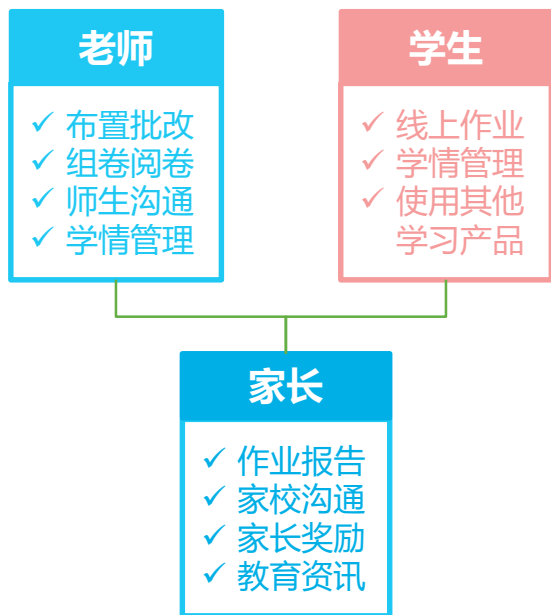 老师
✓ 布置批改
✓ 组卷阅卷
✓ 师生沟通
✓ 学情管理
学生
✓ 线上作业
✓ 学情管理
✓ 使用其他
学习产品
家长
✓ 作业报告
✓ 家校沟通
✓ 家长奖励
✓ 教育资讯